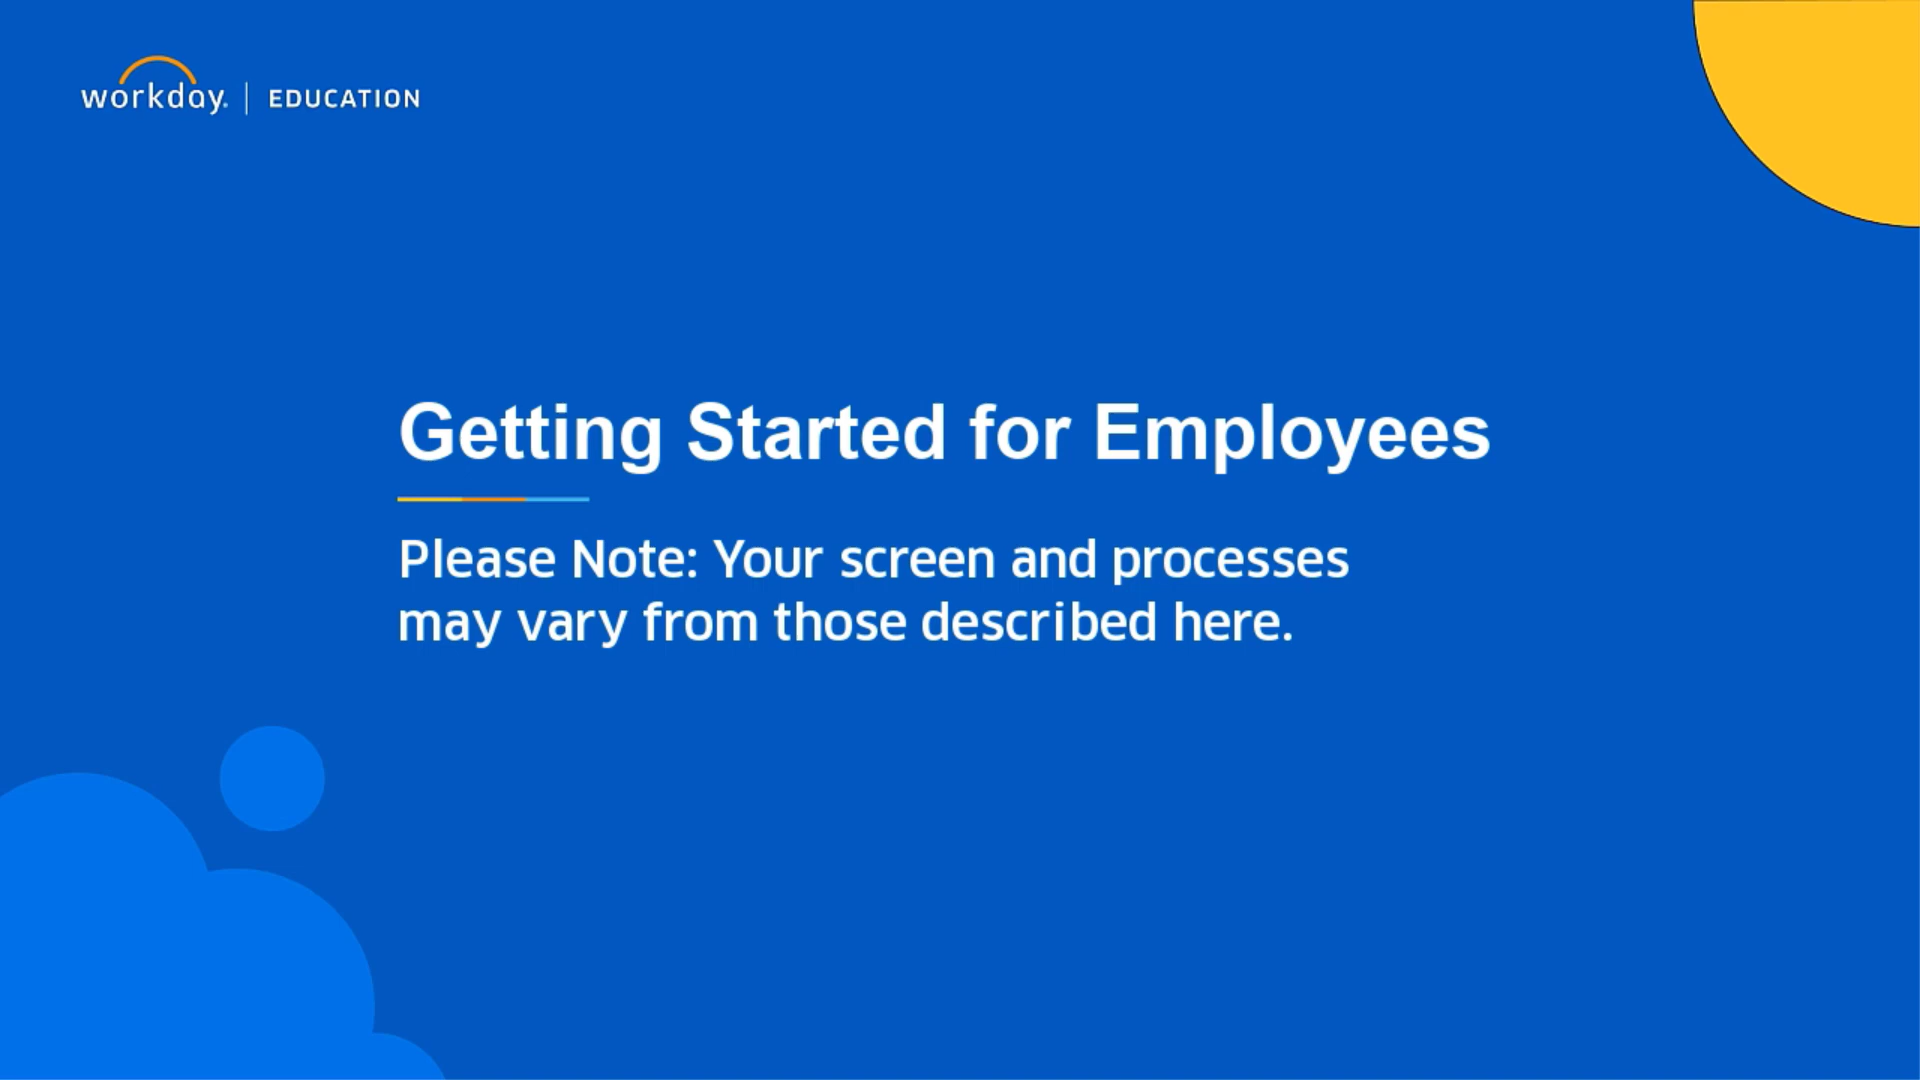 workday. | EDUCATION
Getting Started for Employees
Please Note: Your screen and processes
may vary from those described here.